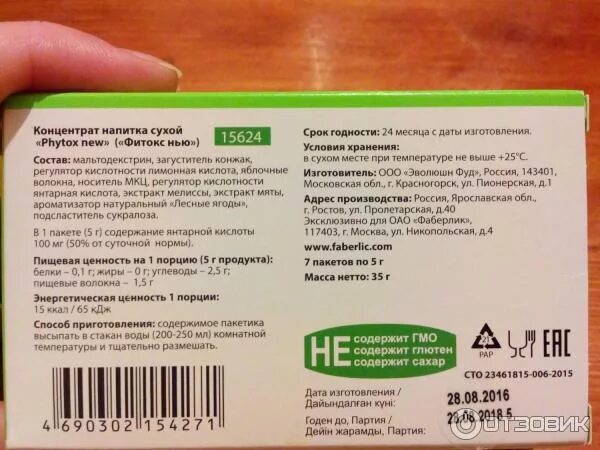 Концентрат напитка сухой
«Phytox new» («Фитокс нью»)
15624
Состав: мальтодекстрин, загуститель конжак,
регулятор кислотности лимонная кислота, яблочные
волокна, носитель МКЦ, регулятор кислотности
янтарная кислота, экстракт мелиссы, экстракт мяты,
ароматизатор натуральный «Лесные ягоды»,
подсластитель сукралоза.
В 1 пакете (5 г) содержание янтарной кислоты
100 мг (50% от суточной нормы).
Пищевая ценность на 1 порцию (5 г продукта):
белки – 0,1 г; жиры – 0 г; углеводы – 2,5 г;
пищевые волокна – 1,5 г
Энергетическая ценность 1 порции:
15 ккал / 65 кДж
Способ приготовления: содержимое пакетика
высыпать в стакан воды (200-250 мл) комнатной
температуры и тщательно размешать.
4 690302 154271
Срок годности: 24 месяца с даты изготовления.
Условия хранения:
в сухом месте при температуре не выше +25°С.
Изготовитель: ООО «Эволюшн Фуд», Россия, 143401,
Московская обл., г. Красногорск, ул. Пионерская, д.1
Адрес производства: Россия, Ярославская обл.,
г. Ростов, ул. Пролетарская, д.40
Эксклюзивно для ОАО «Фаберлик»,
117403, г. Москва, ул. Никопольская, д.4
www.faberlic.com
7 пакетов по 5 г
Масса нетто: 35 г
НЕ
содержит ГМО
содержит глютен
содержит сахар
21
PAP
EAC
СТО 23461815-006-2015
Дата изготовления /
Дайындалған күні:
28.08.2016
Годен до, Партия /
Дейін жарамды, Партия:
28.08.2018 5
ОТЗОВИК